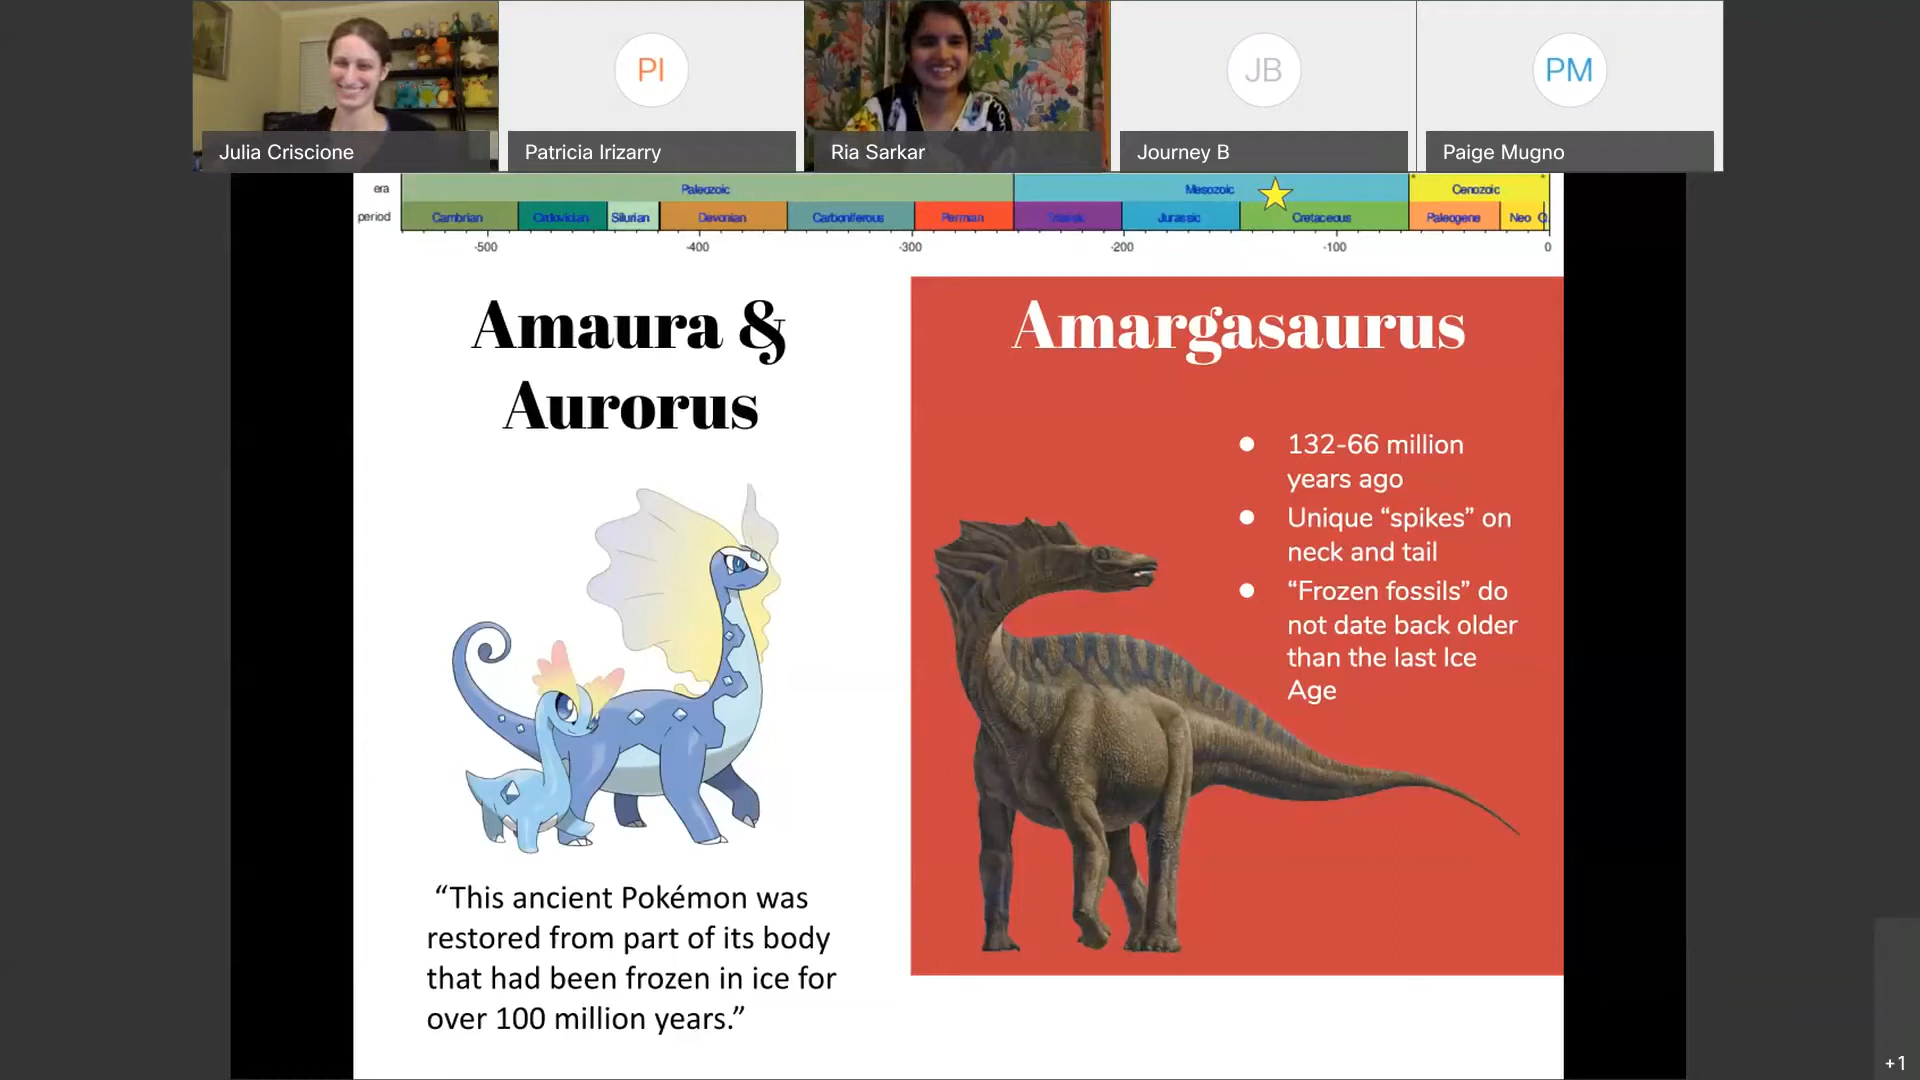 PI
JB
PM
Julia Criscione
Patricia Irizarry
Ria Sarkar
Journey B
Paige Mugno
era
Paleozoic
Mesozoic
Cenozoic
period
Cambrian
Ordovician
Silurian
Devonian
Carboniferous
Permian
Triassic
Jurassic
Cretaceous
Paleogene
Neo
Q.
-500
-400
-300
-200
-100
0
Amaura &
Aurorus
Amargasaurus
● 132-66 million
years ago
● Unique “spikes” on
neck and tail
● “Frozen fossils” do
not date back older
than the last Ice
Age
“This ancient Pokémon was
restored from part of its body
that had been frozen in ice for
over 100 million years.”
+1